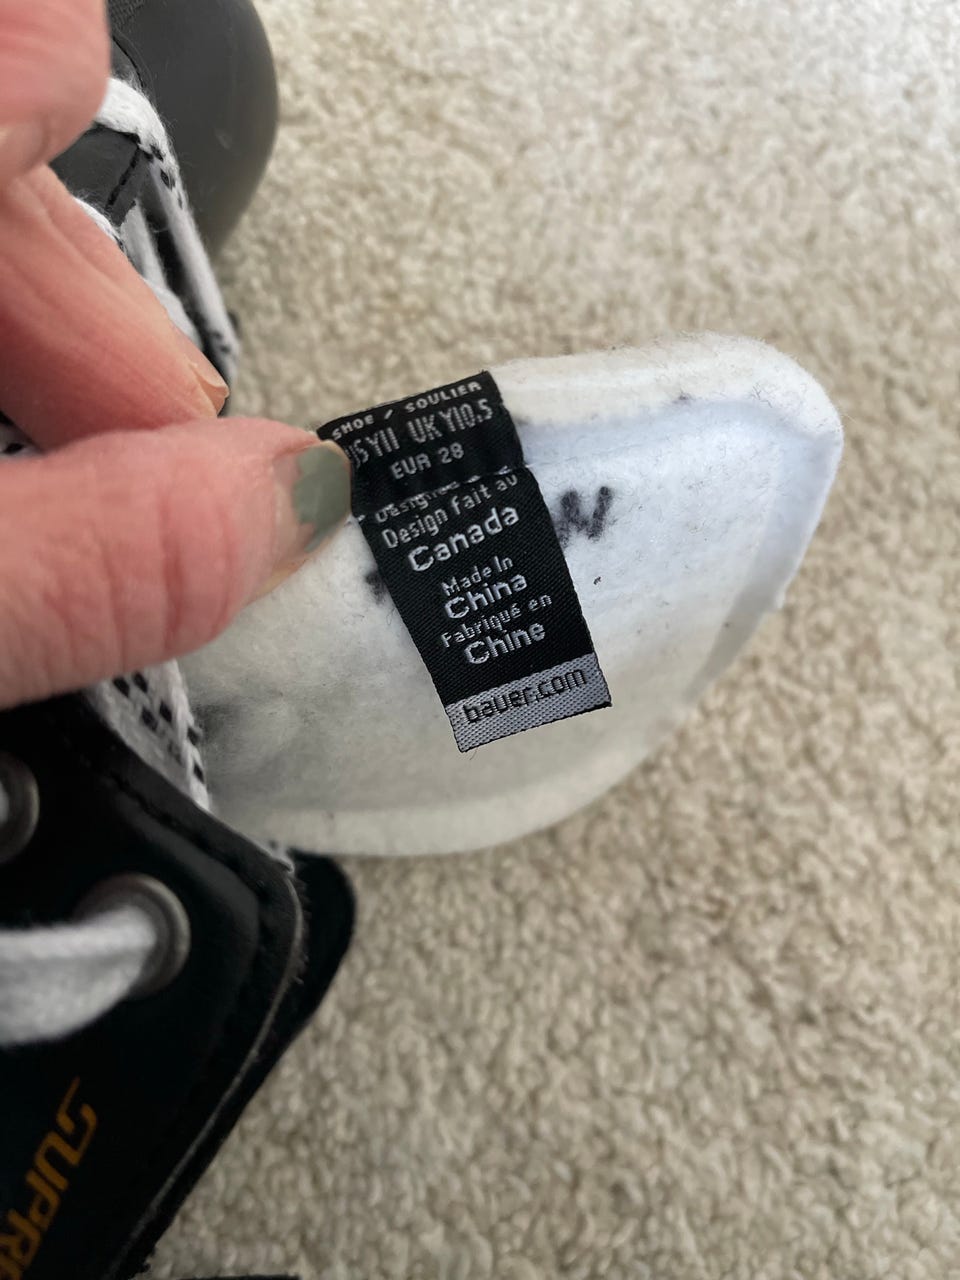 SHOE / SOULIER
US Y11 UK Y10.5
EUR 28
Design fait au
Canada
Made In
China
Fabriqué en
Chine
bauer.com
W
SUPRE